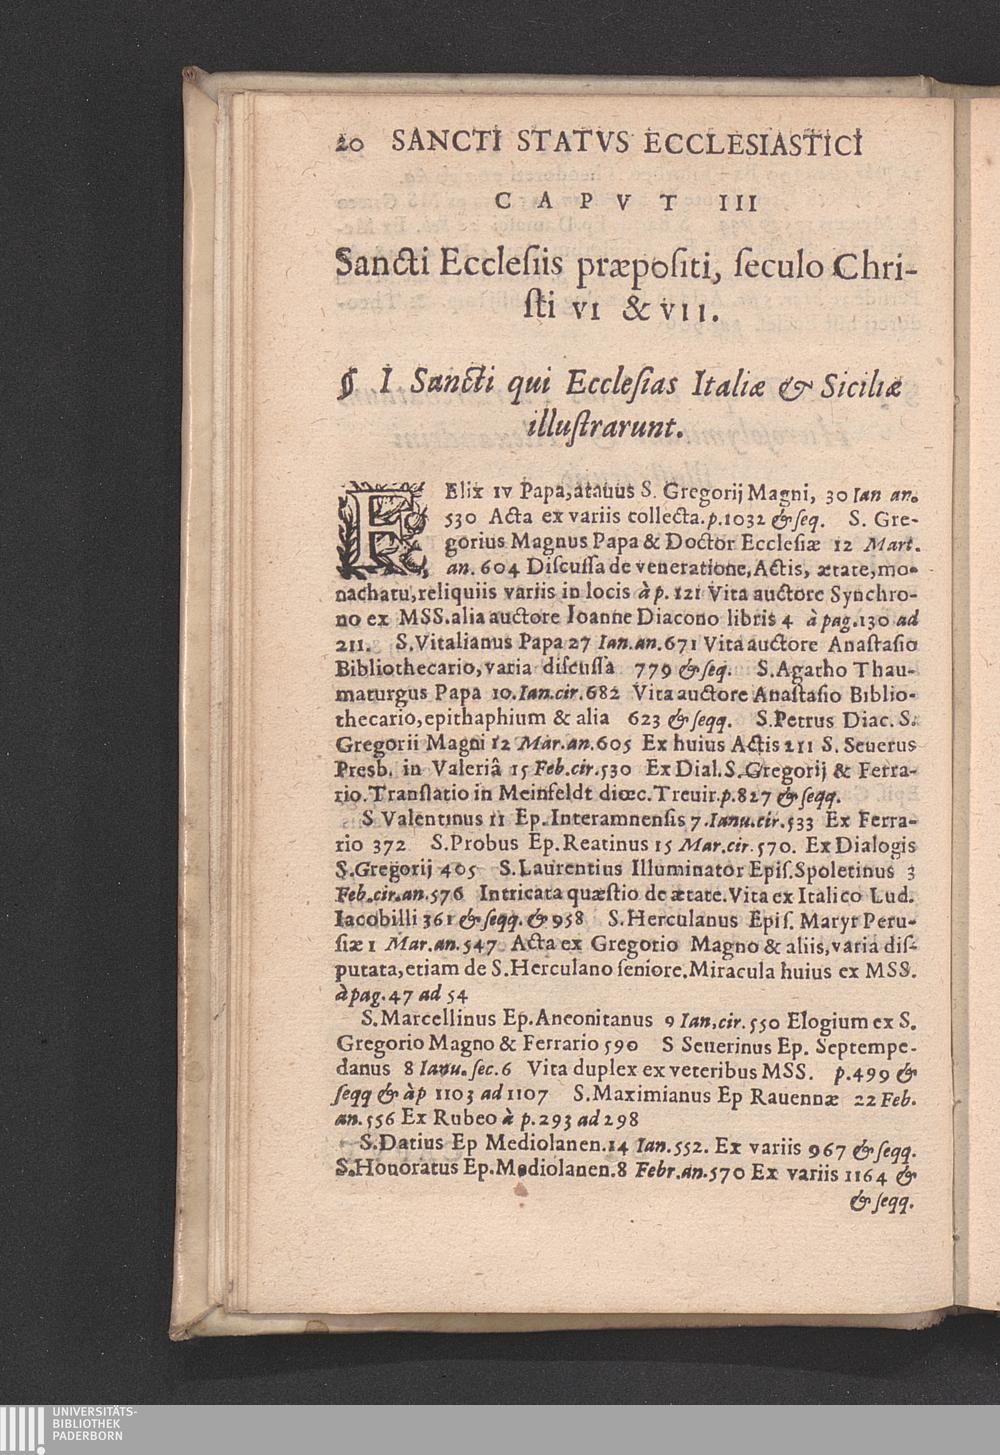 20 SANCTI STATVS ECCLESIASTICI
CAPVT III
Sancti Ecclesiis præpositi, seculo Chri-
sti VI & VII.
§ I Sancti qui Ecclesias Italiæ & Siciliæ
illustrarunt.
FElix IV Papa, atauus S. Gregorij Magni, 30 Ian an.
530 Acta ex variis collecta. p. 1032 & seq. S. Gre-
gorius Magnus Papa & Doctor Ecclesiæ 12 Mart.
an. 604 Discussa de veneratione, Actis, ætate, mo-
nachatu, reliquiis variis in locis à p. 121 Vita auctore Synchro-
no ex MSS. alia auctore Ioanne Diacono libris 4 à pag. 130 ad
211. S. Vitalianus Papa 27 Ian. an. 671 Vita auctore Anastasio
Bibliothecario, varia discussa 779 & seq. S. Agatho Thau-
maturgus Papa 10. Ian. cir. 682 Vita auctore Anastasio Biblio-
thecario, epithaphium & alia 623 & seqq. S. Petrus Diac. S.
Gregorii Magni 12 Mar. an. 605 Ex huius Actis 211 S. Seuerus
Presb. in Valeriâ 15 Feb. cir. 530 Ex Dial. S. Gregorij & Ferra-
rio. Translatio in Meinfeldt diœc. Treuir. p. 827 & seqq.
S Valentinus II Ep. Interamnensis 7. Ianu. cir. 533 Ex Ferra-
rio 372 S. Probus Ep. Reatinus 15 Mar. cir. 570. Ex Dialogis
S. Gregorij 405 S. Laurentius Illuminator Epis. Spoletinus 3
Feb. cir. an. 576 Intricata quæstio de ætate. Vita ex Italico Lud.
Iacobilli 361 & seqq. & 958 S. Herculanus Epis. Maryr Peru-
siæ 1 Mar. an. 547 Acta ex Gregorio Magno & aliis, varia dis-
putata, etiam de S. Herculano seniore. Miracula huius ex MSS.
à pag. 47 ad 54
S. Marcellinus Ep. Anconitanus 9 Ian, cir. 550 Elogium ex S.
Gregorio Magno & Ferrario 590 S Seuerinus Ep. Septempe-
danus 8 Ianu. sec. 6 Vita duplex ex veteribus MSS. p. 499 &
seqq & à p 1103 ad 1107 S. Maximianus Ep Rauennæ 22 Feb.
an. 556 Ex Rubeo à p. 293 ad 298
S. Datius Ep Mediolanen. 14 Ian. 552. Ex variis 967 & seqq.
S. Honoratus Ep. Mediolanen. 8 Febr. an. 570 Ex variis 1164 &
& seqq.
UNIVERSITÄTS-
BIBLIOTHEK
PADERBORN